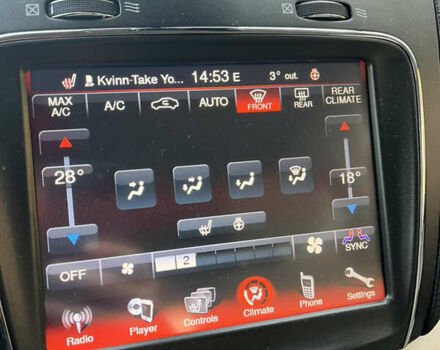 Kvinn-Take Yo... 14:53 E 3° out.
MAX A/C A/C AUTO FRONT REAR REAR CLIMATE
28° 18°
OFF 2 SYNC
Radio Player Controls Climate Phone Settings